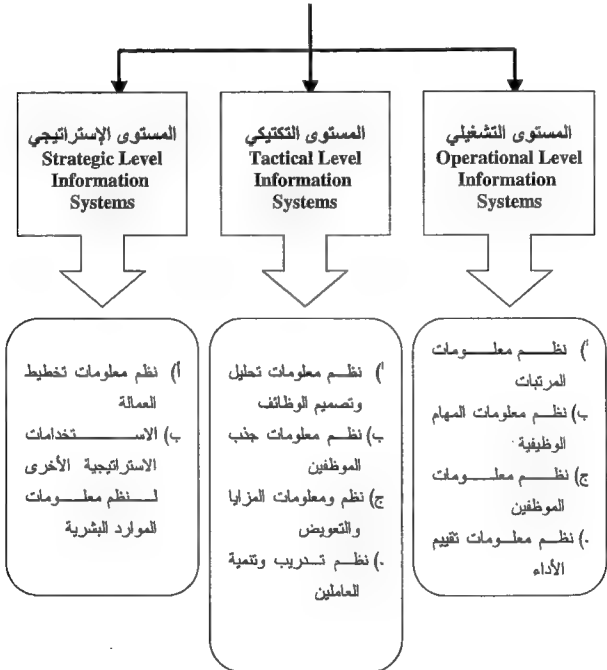 المستوى التشغيلي
Operational Level
Information
Systems
المستوى التكتيكي
Tactical Level
Information
Systems
المستوى الإستراتيجي
Strategic Level
Information
Systems
أ) نظم معلومات
المرتبات
ب) نظم معلومات المهام
الوظيفية
ج) نظم معلومات
الموظفين
.) نظم معلومات تقييم
الأداء
أ) نظم معلومات تحليل
وتصميم الوظائف
ب) نظم معلومات جذب
الموظفين
ج) نظم ومعلومات المزايا
والتعويض
.) نظم تدريب وتنمية
العاملين
أ) نظم معلومات تخطيط
العمالة
ب) الاستخدامات
الاستراتيجية الأخرى
لنظم معلومات
الموارد البشرية